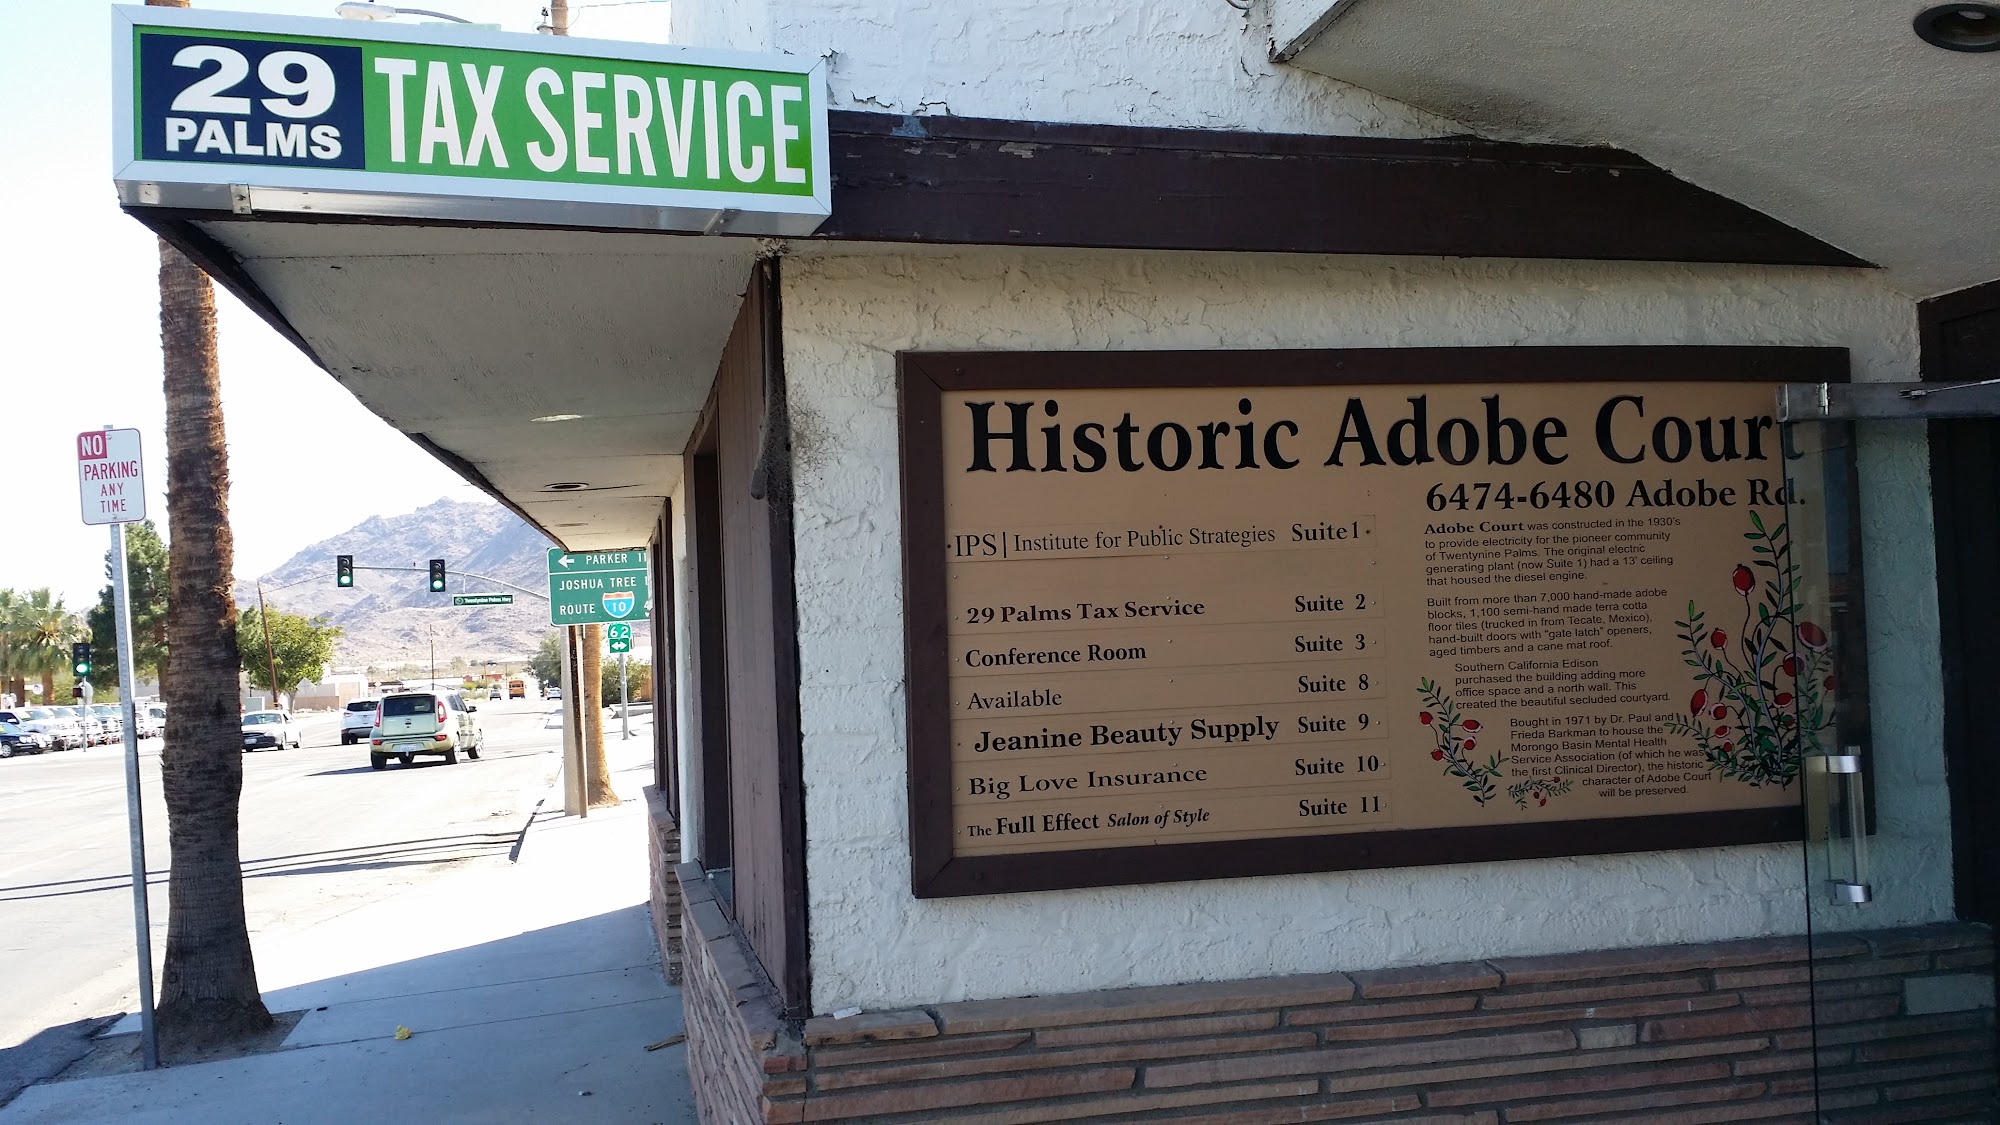 29
PALMS
TAX SERVICE
NO
PARKING
ANY
TIME
PARKER
JOSHUA TREE
ROUTE 10
62
Twentynine Palms Hwy
Historic Adobe Court
6474-6480 Adobe Rd.
IPS| Institute for Public Strategies Suite 1
29 Palms Tax Service Suite 2
Conference Room Suite 3
Available Suite 8
Jeanine Beauty Supply Suite 9
Big Love Insurance Suite 10
The Full Effect Salon of Style Suite 11
Adobe Court was constructed in the 1930's
to provide electricity for the pioneer community
of Twentynine Palms. The original electric
generating plant (now Suite 1) had a 13' ceiling
that housed the diesel engine.
Built from more than 7,000 hand-made adobe
blocks, 1,100 semi-hand made terra cotta
floor tiles (trucked in from Tecate, Mexico),
hand-built doors with "gate latch" openers,
aged timbers and a cane mat roof.
Southern California Edison
purchased the building adding more
office space and a north wall. This
created the beautiful secluded courtyard.
Bought in 1971 by Dr. Paul and
Frieda Barkman to house the
Morongo Basin Mental Health
Service Association (of which he was
the first Clinical Director), the historic
character of Adobe Court
will be preserved.